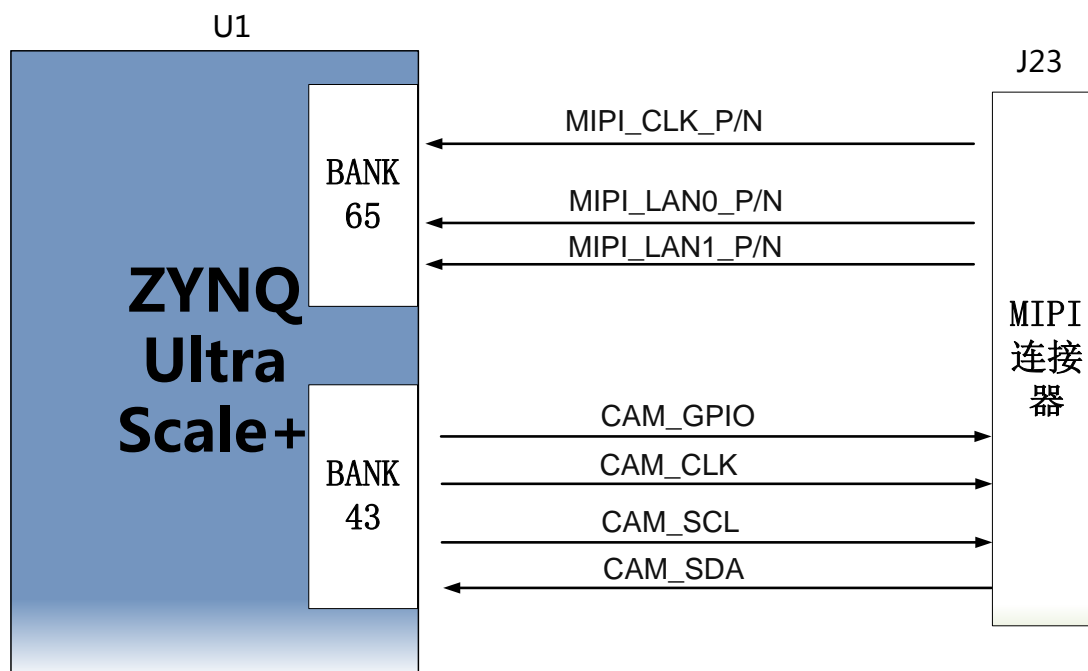 U1
J23
BANK
65
MIPI_CLK_P/N
MIPI_LAN0_P/N
MIPI_LAN1_P/N
ZYNQ
Ultra
Scale+
MIPI
连接
器
BANK
43
CAM_GPIO
CAM_CLK
CAM_SCL
CAM_SDA